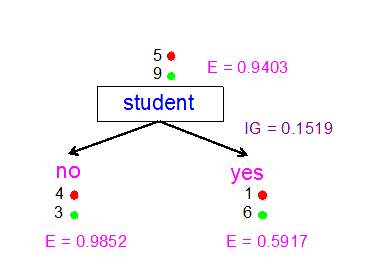 5
9
E = 0.9403
student
IG = 0.1519
no
yes
4
3
1
6
E = 0.9852
E = 0.5917